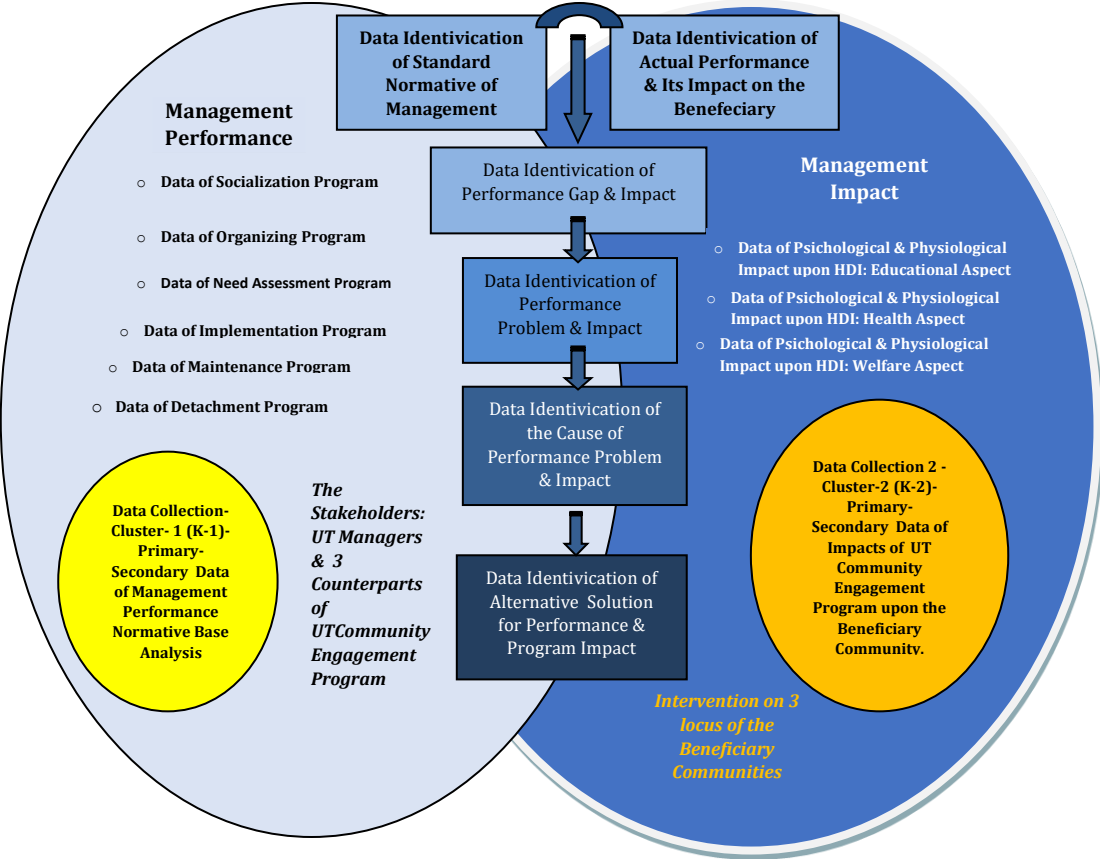 Data Identivication
of Standard
Normative of
Management
Data Identivication of
Actual Performance
& Its Impact on the
Benefeciary
Management
Performance
o Data of Socialization Program
o Data of Organizing Program
o Data of Need Assessment Program
o Data of Implementation Program
o Data of Maintenance Program
o Data of Detachment Program
Data Collection-
Cluster- 1 (K-1)-
Primary-
Secondary Data
of Management
Performance
Normative Base
Analysis
The
Stakeholders:
UT Managers
& 3
Counterparts
of
UTCommunity
Engagement
Program
Data Identivication of
Performance Gap & Impact
Data Identivication of
Performance
Problem & Impact
Data Identivication of
the Cause of
Performance Problem
& Impact
Data Identivication of
Alternative Solution
for Performance &
Program Impact
Management
Impact
o Data of Psichological & Physiological
Impact upon HDI: Educational Aspect
o Data of Psichological & Physiological
Impact upon HDI: Health Aspect
o Data of Psichological & Physiological
Impact upon HDI: Welfare Aspect
Data Collection 2 -
Cluster-2 (K-2)-
Primary-
Secondary Data of
Impacts of UT
Community
Engagement
Program upon the
Beneficiary
Community.
Intervention on 3
locus of the
Beneficiary
Communities